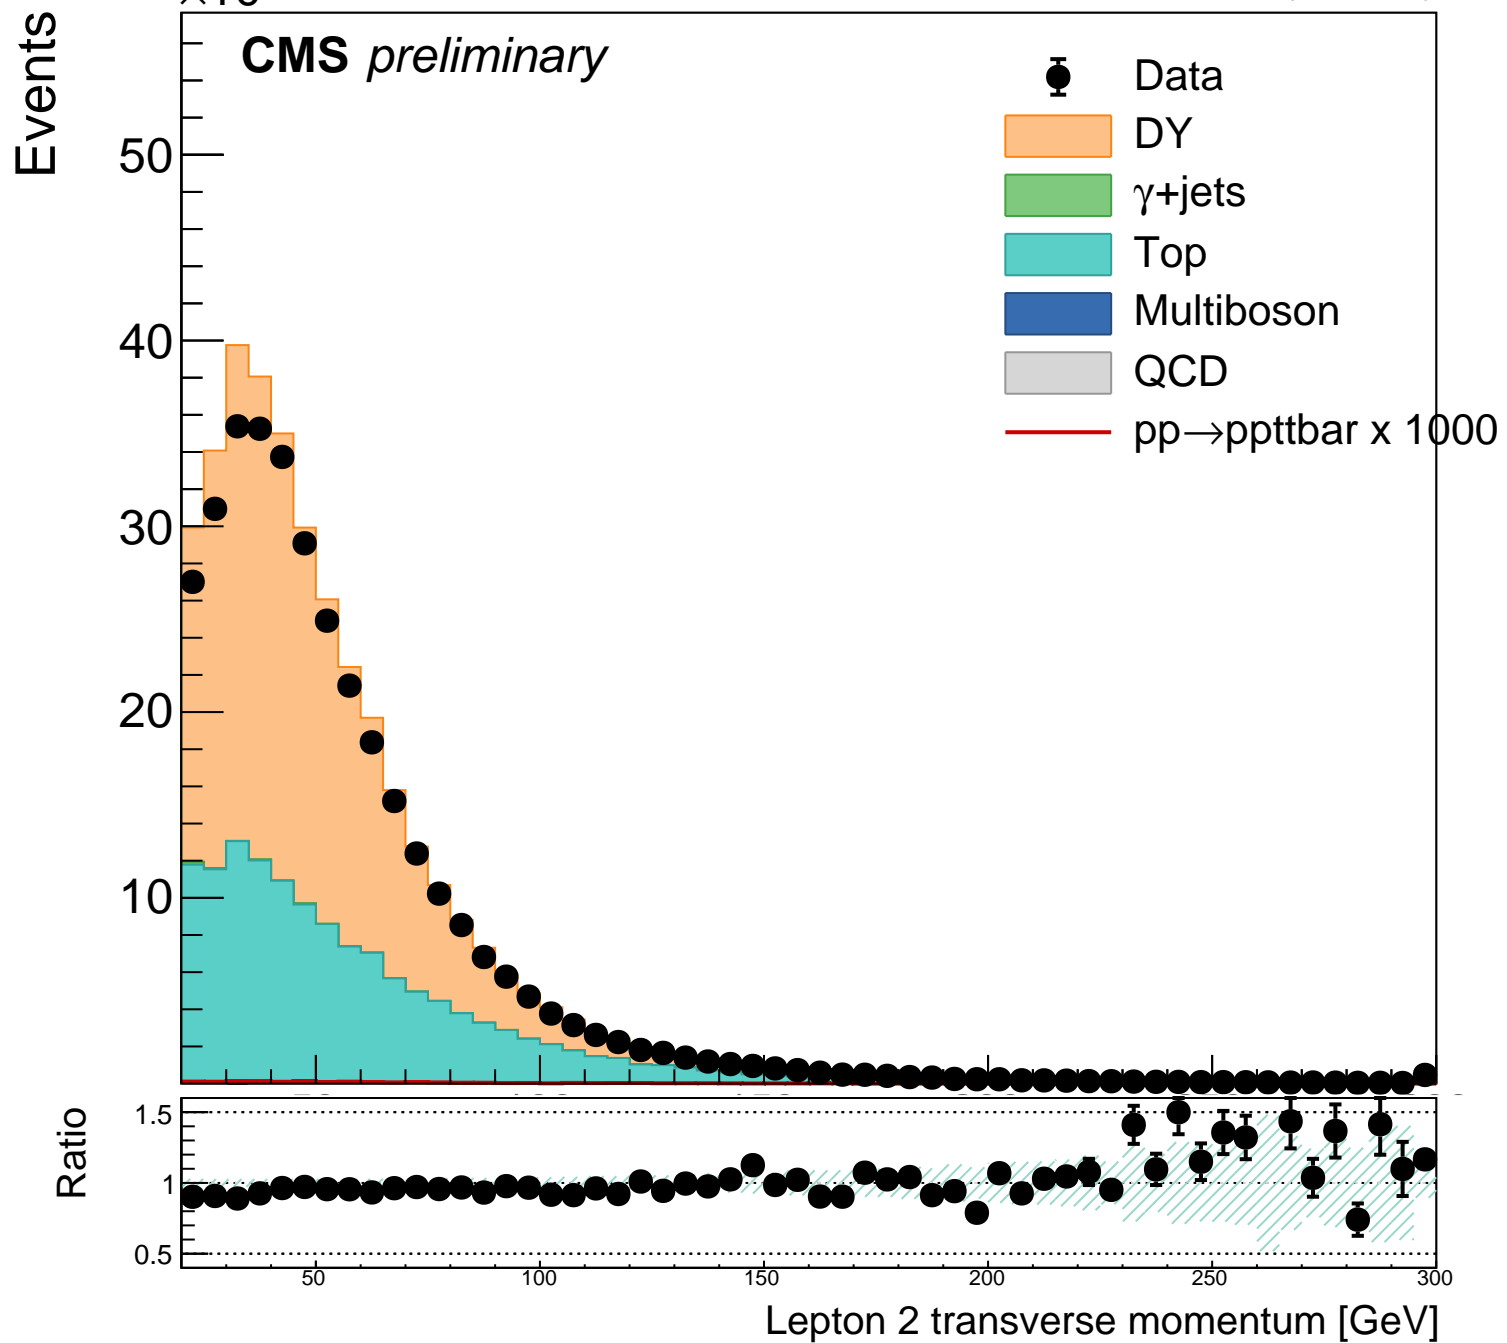 Events
CMS preliminary
Data
DY
γ+jets
Top
Multiboson
QCD
pp→ppttbar x 1000
50
40
30
20
10
Ratio
1.5
1
0.5
50
100
150
200
250
300
Lepton 2 transverse momentum [GeV]